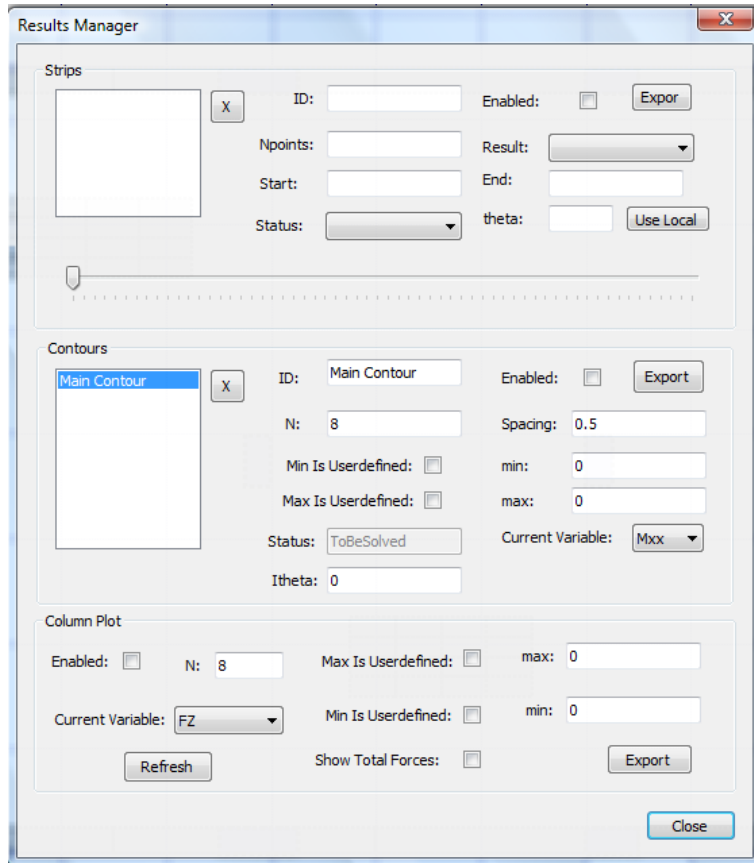 Results Manager
X
Strips
X
ID:
Enabled:
Expor
Npoints:
Result:
Start:
End:
Status:
theta:
Use Local
Contours
Main Contour
X
ID: Main Contour
Enabled:
Export
N: 8
Spacing: 0.5
Min Is Userdefined:
min: 0
Max Is Userdefined:
max: 0
Status: ToBeSolved
Current Variable: Mxx
Itheta: 0
Column Plot
Enabled:
N: 8
Max Is Userdefined:
max: 0
Current Variable: FZ
Min Is Userdefined:
min: 0
Refresh
Show Total Forces:
Export
Close